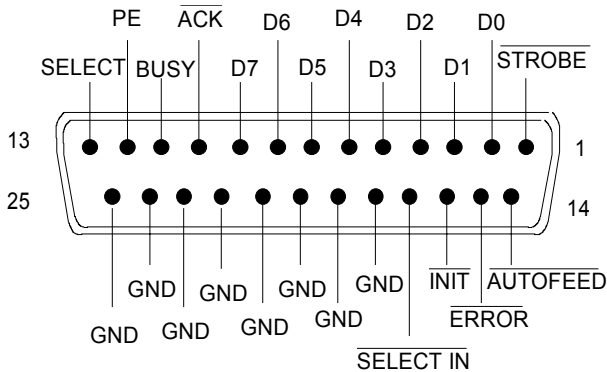 PE ACK D6 D4 D2 D0
SELECT BUSY D7 D5 D3 D1 STROBE
13 1
25 14
GND GND GND GND INIT AUTOFEED
GND GND GND GND ERROR
SELECT IN